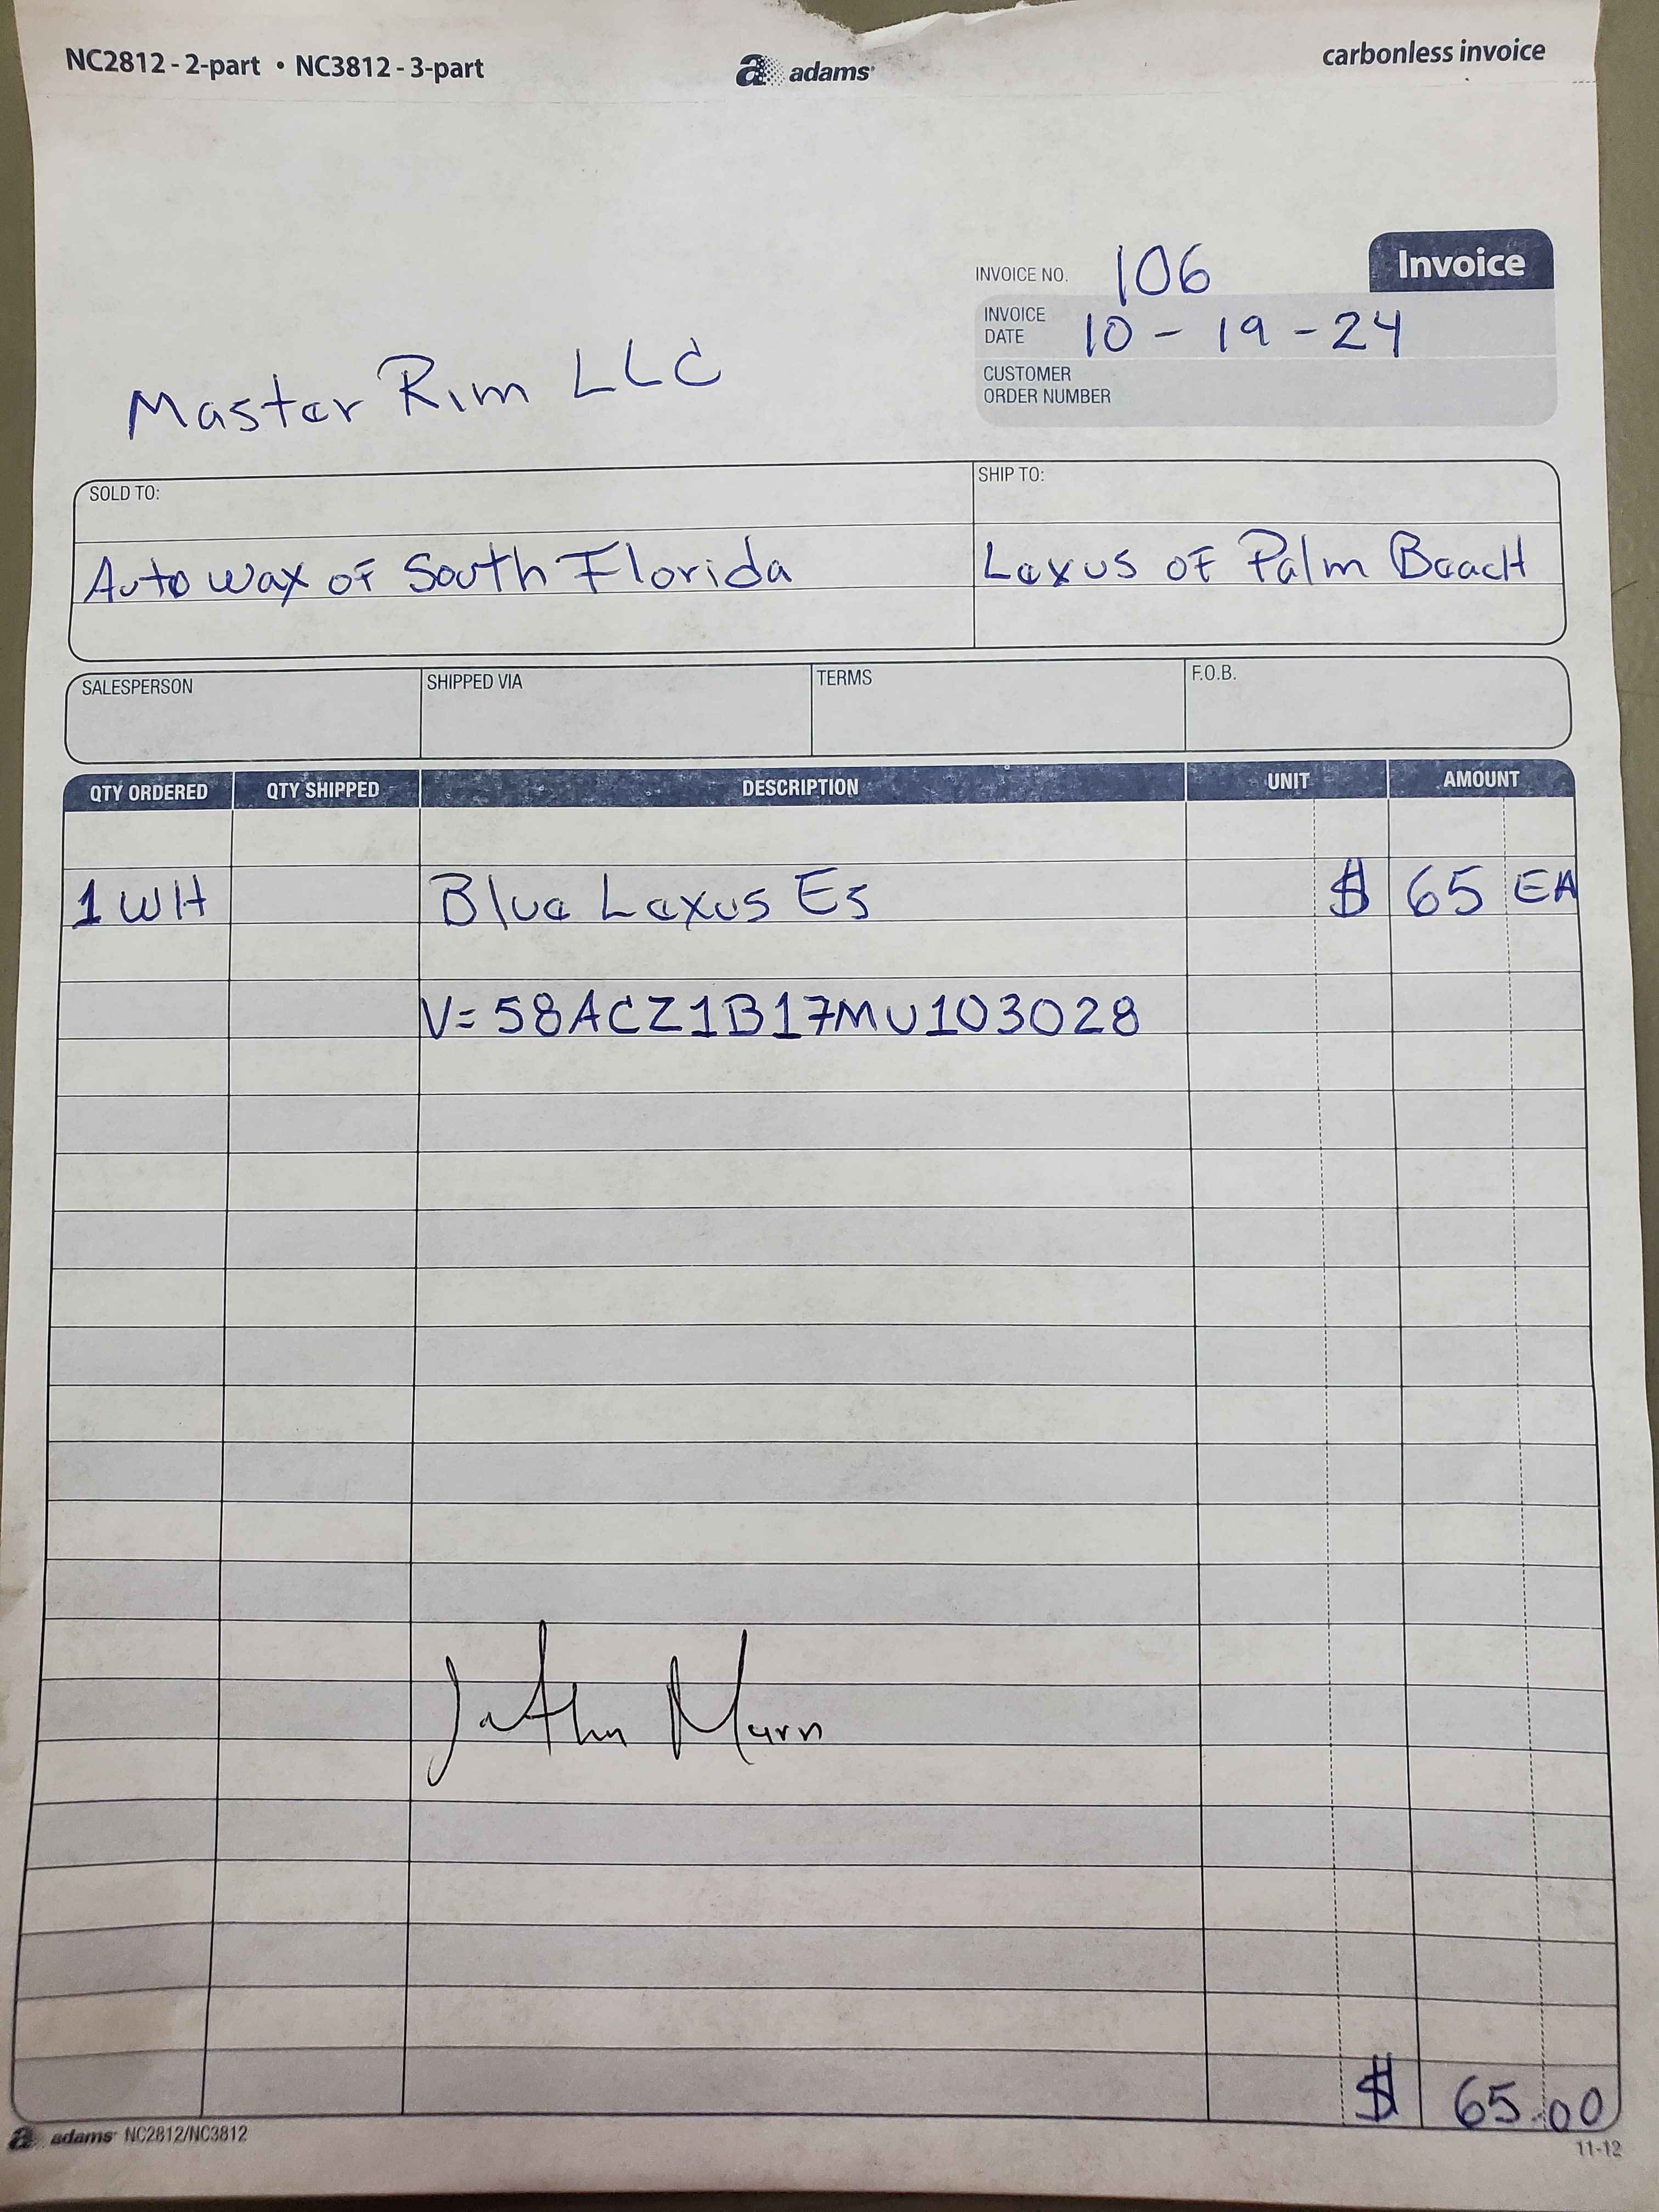 NC2812 - 2-part • NC3812 - 3-part
adams
carbonless invoice
Invoice
INVOICE NO. 106
INVOICE DATE 10 - 19 - 24
CUSTOMER ORDER NUMBER
Master Rim LLC
SOLD TO:
SHIP TO:
Auto wax of South Florida
Lexus of Palm Beach
SALESPERSON
SHIPPED VIA
TERMS
F.O.B.
QTY ORDERED QTY SHIPPED DESCRIPTION UNIT AMOUNT
1 WH Blue Lexus Es $ 65 EA
V= 58ACZ1B17MU103028
$ 65.00
adams NC2812/NC3812
11-12